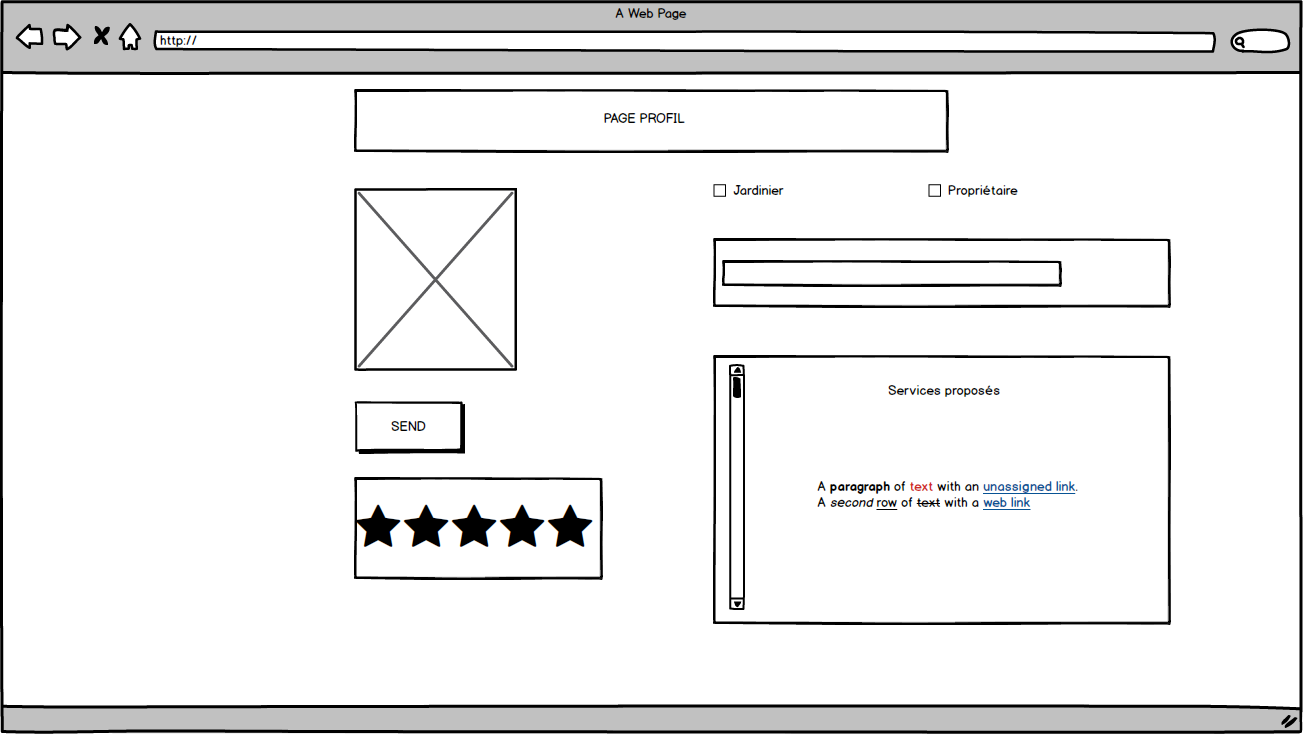 A Web Page
http://
PAGE PROFIL
Jardinier
Propriétaire
SEND
Services proposés
A paragraph of text with an unassigned link.
A second row of text with a web link